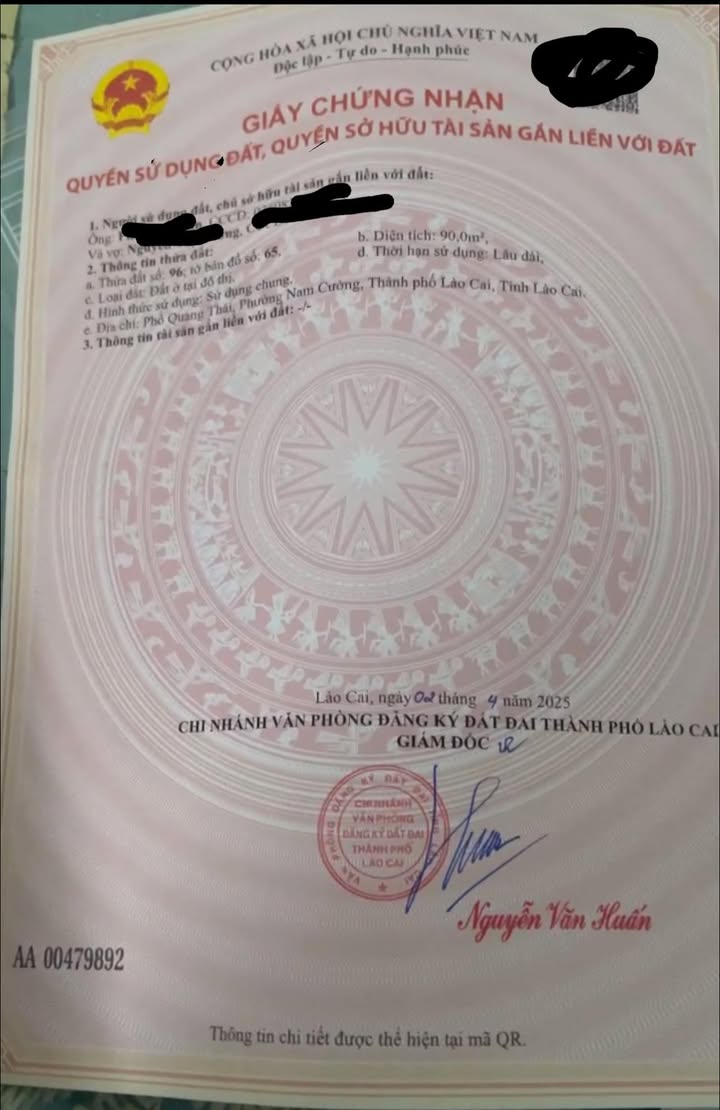 CỘNG HÒA XÃ HỘI CHỦ NGHĨA VIỆT NAM
Độc lập - Tự do - Hạnh phúc
GIẤY CHỨNG NHẬN
QUYỀN SỬ DỤNG ĐẤT, QUYỀN SỞ HỮU TÀI SẢN GẮN LIỀN VỚI ĐẤT
1. Người sử dụng đất, chủ sở hữu tài sản gắn liền với đất:
Ông: CCCD:
Và vợ:
2. Thông tin thửa đất:
a. Thửa đất số: 96; tờ bản đồ số: 65. b. Diện tích: 90,0m²,
c. Loại đất: Đất ở tại đô thị. d. Thời hạn sử dụng: Lâu dài,
đ. Hình thức sử dụng: Sử dụng chung.
e. Địa chỉ: Phố Quang Thái, Phường Nam Cường, Thành phố Lào Cai, Tỉnh Lào Cai.
3. Thông tin tài sản gắn liền với đất: -/-
Lào Cai, ngày 02 tháng 4 năm 2025
CHI NHÁNH VĂN PHÒNG ĐĂNG KÝ ĐẤT ĐAI THÀNH PHỐ LÀO CAI
GIÁM ĐỐC
CHI NHÁNH
VĂN PHÒNG
ĐĂNG KÝ ĐẤT ĐAI
THÀNH PHỐ
LÀO CAI
Nguyễn Văn Huấn
AA 00479892
Thông tin chi tiết được thể hiện tại mã QR.